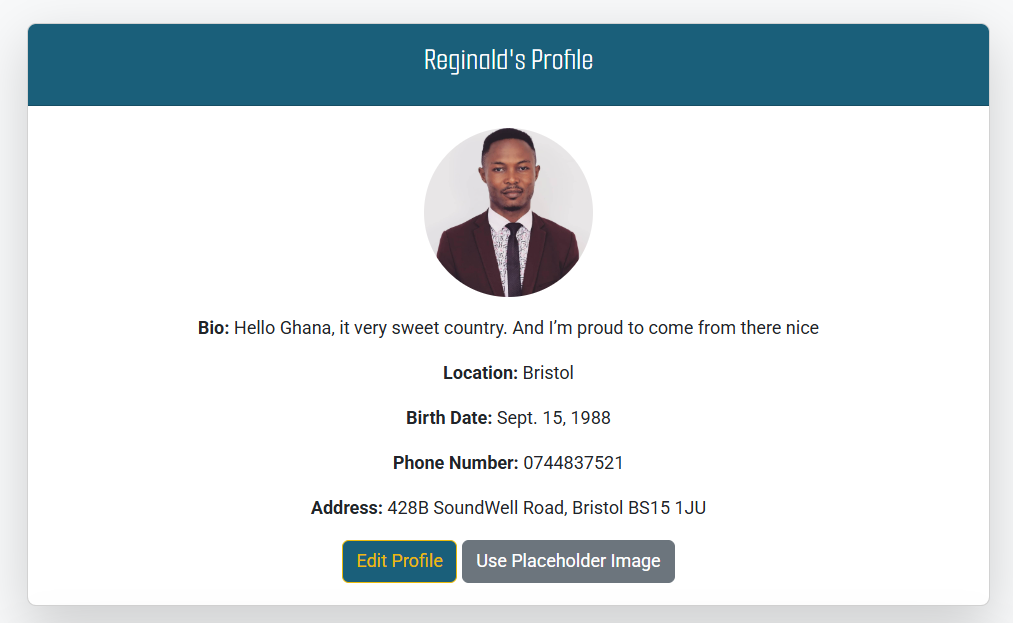 Reginald's Profile
Bio: Hello Ghana, it very sweet country. And I’m proud to come from there nice
Location: Bristol
Birth Date: Sept. 15, 1988
Phone Number: 0744837521
Address: 428B SoundWell Road, Bristol BS15 1JU
Edit Profile
Use Placeholder Image